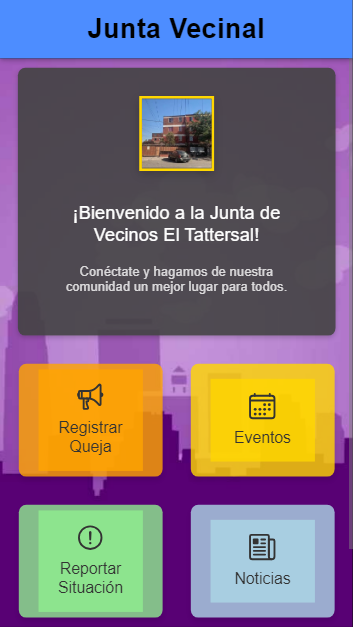 Junta Vecinal
¡Bienvenido a la Junta de
Vecinos El Tattersal!
Conéctate y hagamos de nuestra
comunidad un mejor lugar para todos.
Registrar
Queja
Eventos
Reportar
Situación
Noticias